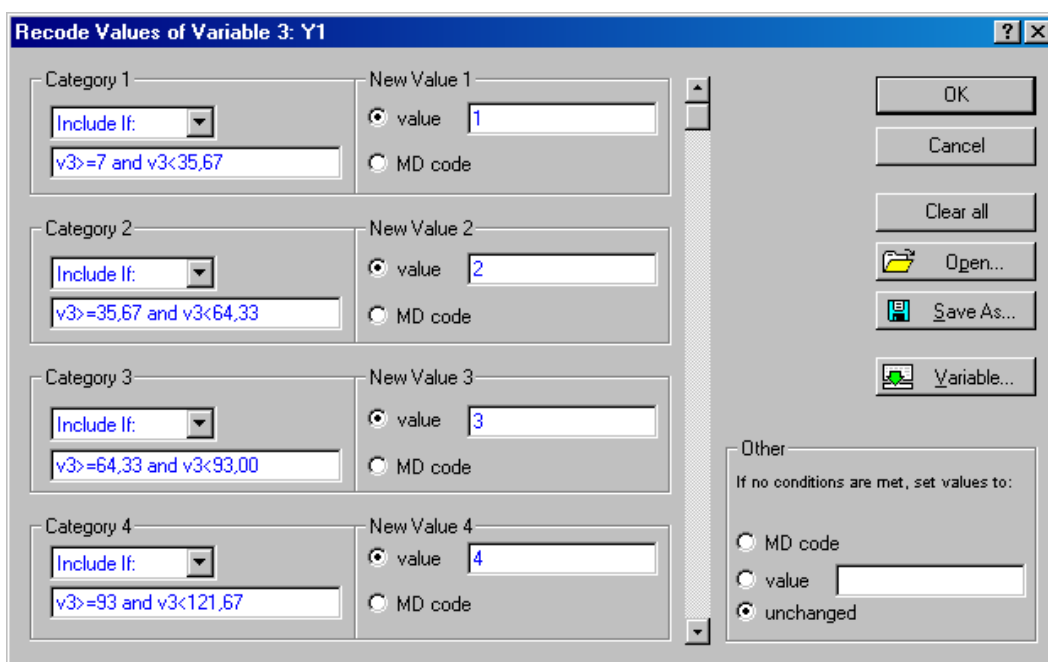 Recode Values of Variable 3: Y1
Category 1
Include If:
v3>=7 and v3<35,67
New Value 1
value 1
MD code
Category 2
Include If:
v3>=35,67 and v3<64,33
New Value 2
value 2
MD code
Category 3
Include If:
v3>=64,33 and v3<93,00
New Value 3
value 3
MD code
Category 4
Include If:
v3>=93 and v3<121,67
New Value 4
value 4
MD code
OK
Cancel
Clear all
Open...
Save As...
Variable...
Other
If no conditions are met, set values to:
MD code
value
unchanged